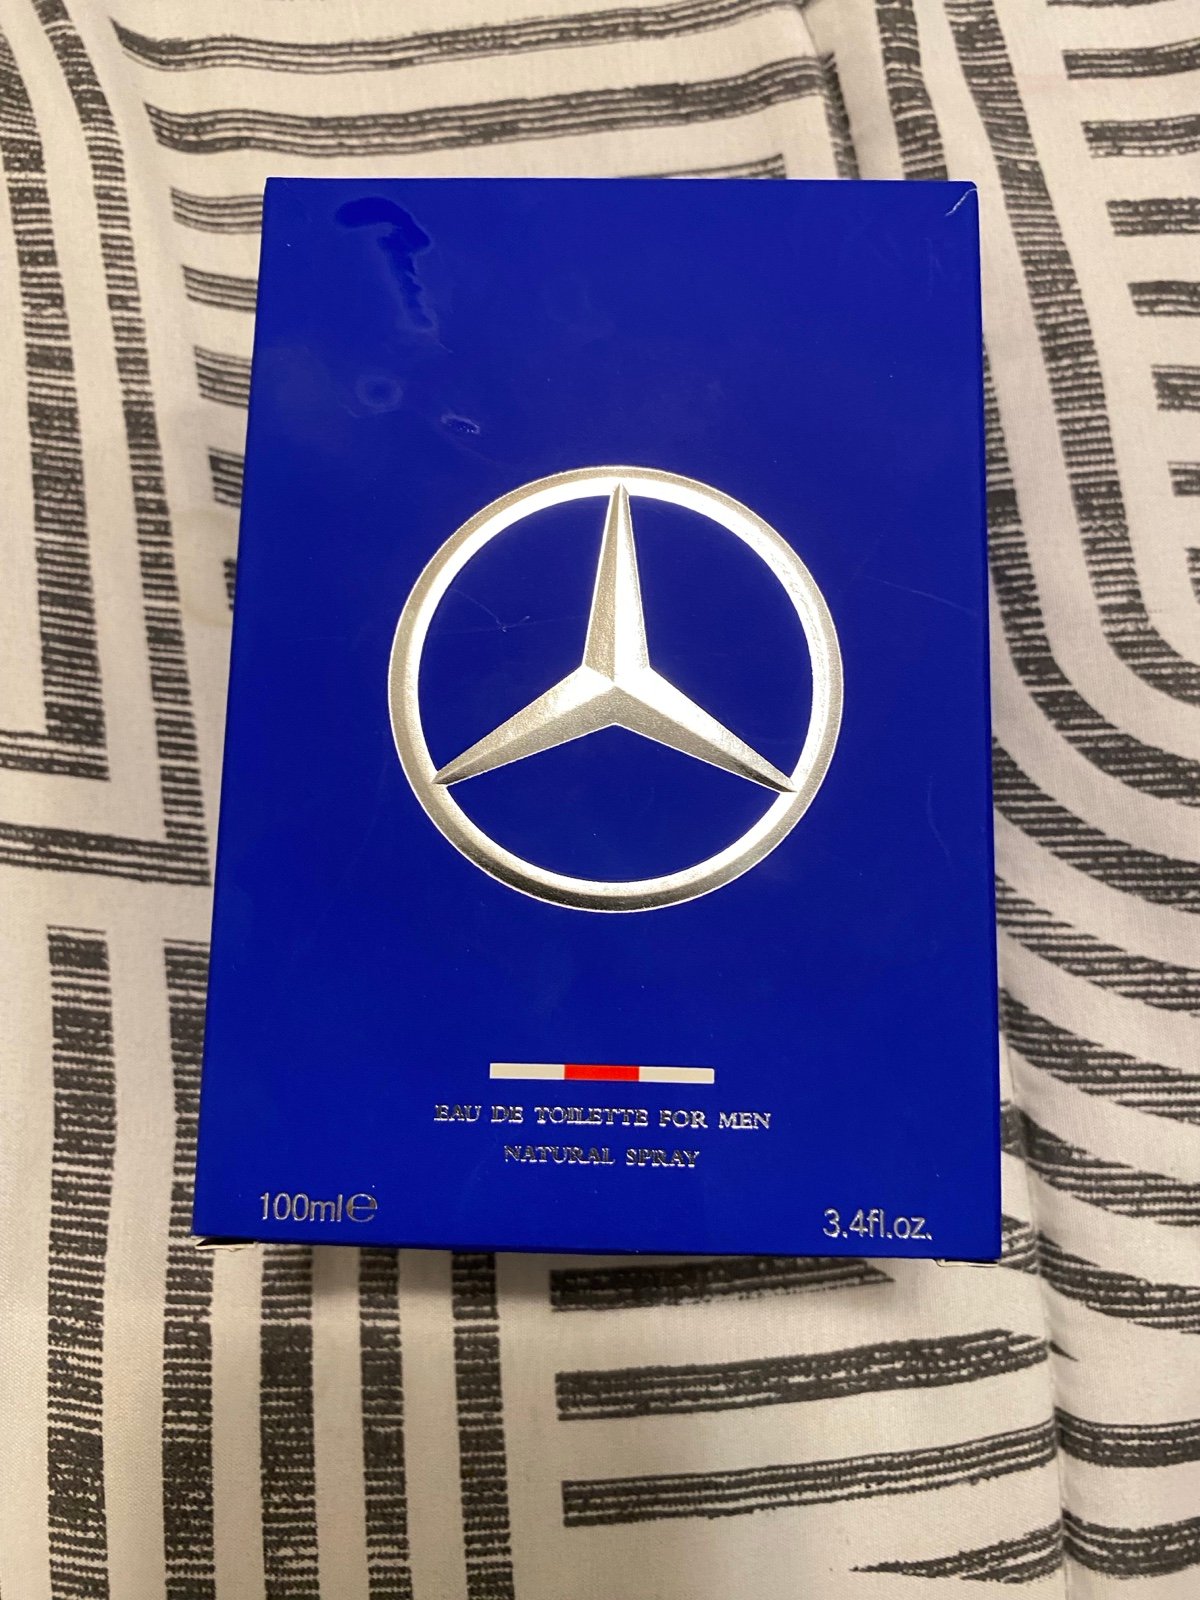 EAU DE TOILETTE FOR MEN
NATURAL SPRAY
100ml℮
3.4fl.oz.